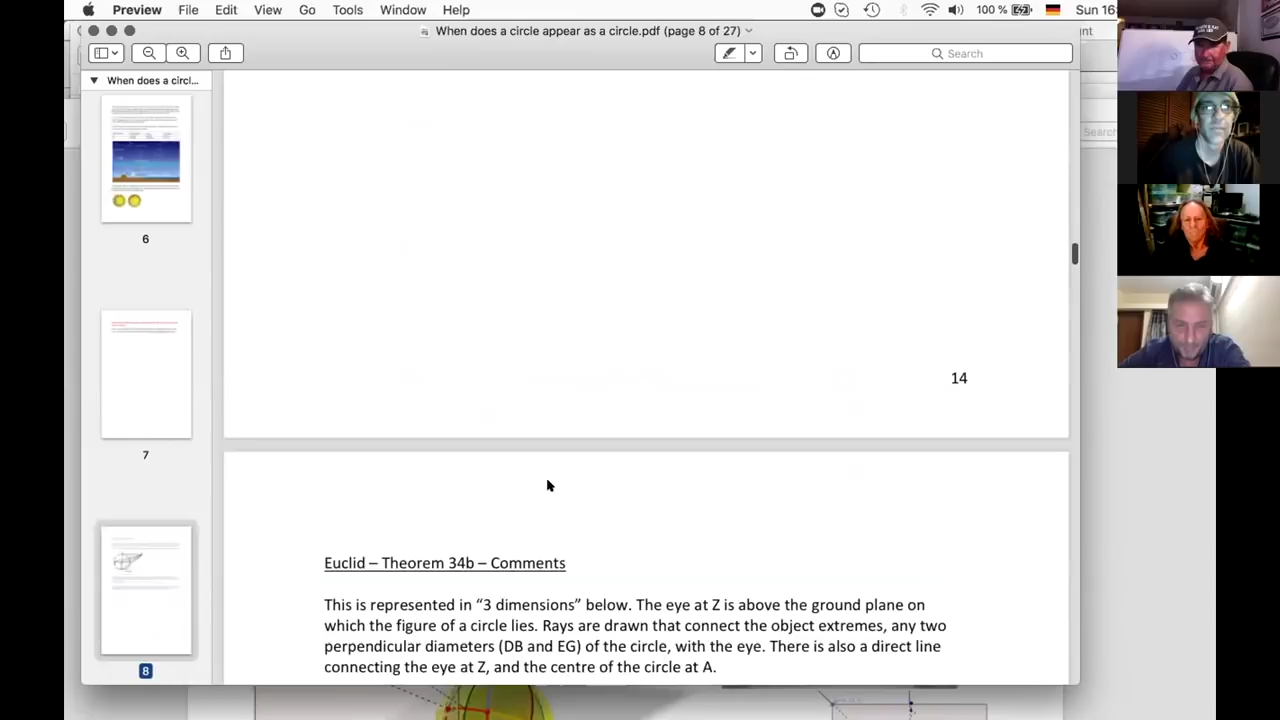 Preview File Edit View Go Tools Window Help 100 % Sun 16:
When does a circle appear as a circle.pdf (page 8 of 27)
Search
When does a circl...
Search
6
7
8
14
Euclid – Theorem 34b – Comments
This is represented in “3 dimensions” below. The eye at Z is above the ground plane on
which the figure of a circle lies. Rays are drawn that connect the object extremes, any two
perpendicular diameters (DB and EG) of the circle, with the eye. There is also a direct line
connecting the eye at Z, and the centre of the circle at A.